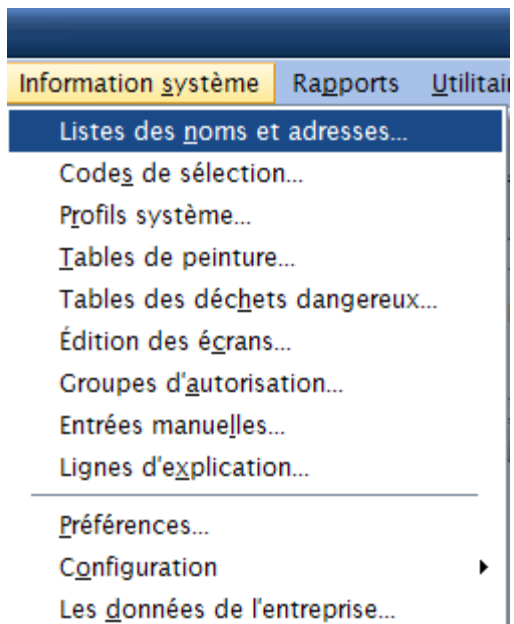 Information système Rapports Utilitai
Listes des noms et adresses...
Codes de sélection...
Profils système...
Tables de peinture...
Tables des déchets dangereux...
Édition des écrans...
Groupes d'autorisation...
Entrées manuelles...
Lignes d'explication...
Préférences...
Configuration
Les données de l'entreprise...